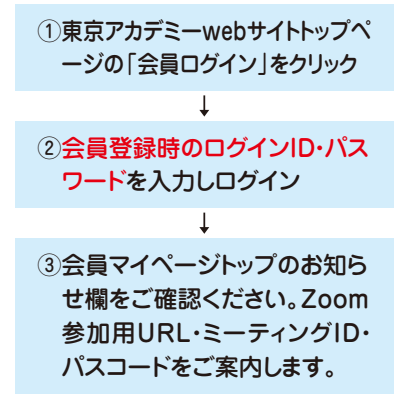 ①東京アカデミーwebサイトトップペ
ージの「会員ログイン」をクリック
↓
②会員登録時のログインID・パス
ワードを入力しログイン
↓
③会員マイページトップのお知ら
せ欄をご確認ください。Zoom
参加用URL・ミーティングID・
パスコードをご案内します。